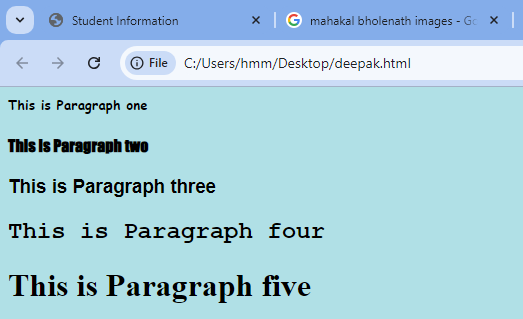 Student Information
mahakal bholenath images - Go
File C:/Users/hmm/Desktop/deepak.html
This is Paragraph one
This is Paragraph two
This is Paragraph three
This is Paragraph four
This is Paragraph five